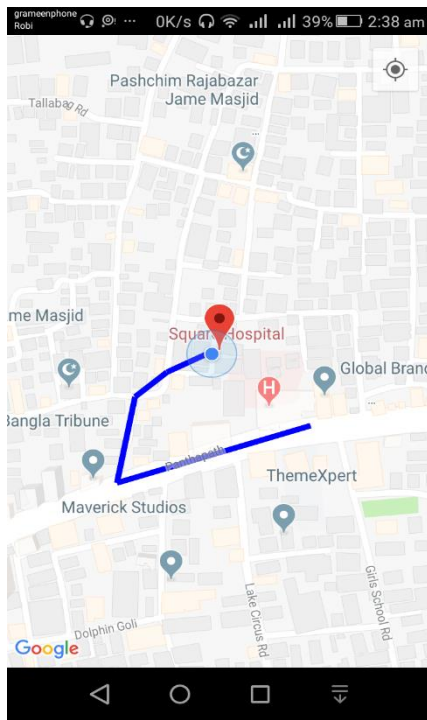 grameenphone
Robi
0K/s
39%
2:38 am
Pashchim Rajabazar
Jame Masjid
Tallabag Rd
me Masjid
Square Hospital
Global Bran
H
Bangla Tribune
Panthapath
ThemeXpert
Maverick Studios
Lake Circus Rd
Girls School Rd
Dolphin Goli
Google